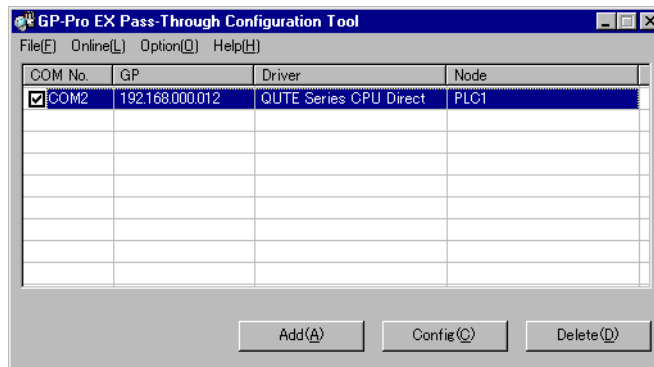 GP-Pro EX Pass-Through Configuration Tool
File(F) Online(L) Option(O) Help(H)
COM No. GP Driver Node
COM2 192.168.000.012 QUTE Series CPU Direct PLC1
Add(A) Config(C) Delete(D)